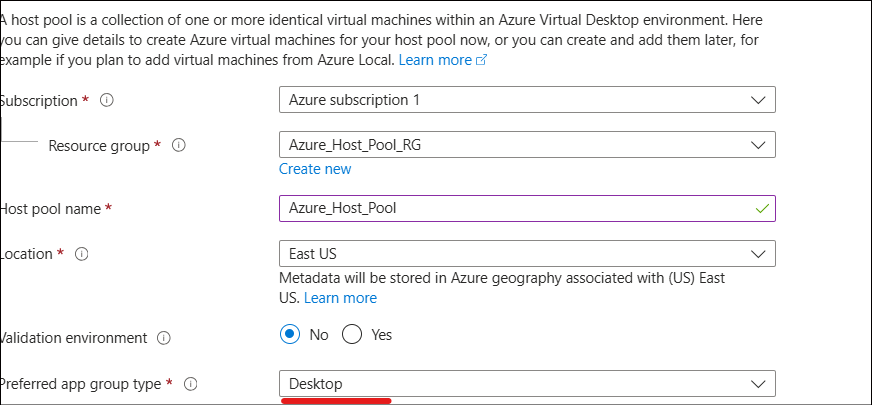 A host pool is a collection of one or more identical virtual machines within an Azure Virtual Desktop environment. Here
you can give details to create Azure virtual machines for your host pool now, or you can create and add them later, for
example if you plan to add virtual machines from Azure Local. Learn more
Subscription *
Azure subscription 1
Resource group *
Azure_Host_Pool_RG
Create new
Host pool name *
Azure_Host_Pool
Location *
East US
Metadata will be stored in Azure geography associated with (US) East
US. Learn more
Validation environment
No Yes
Preferred app group type *
Desktop